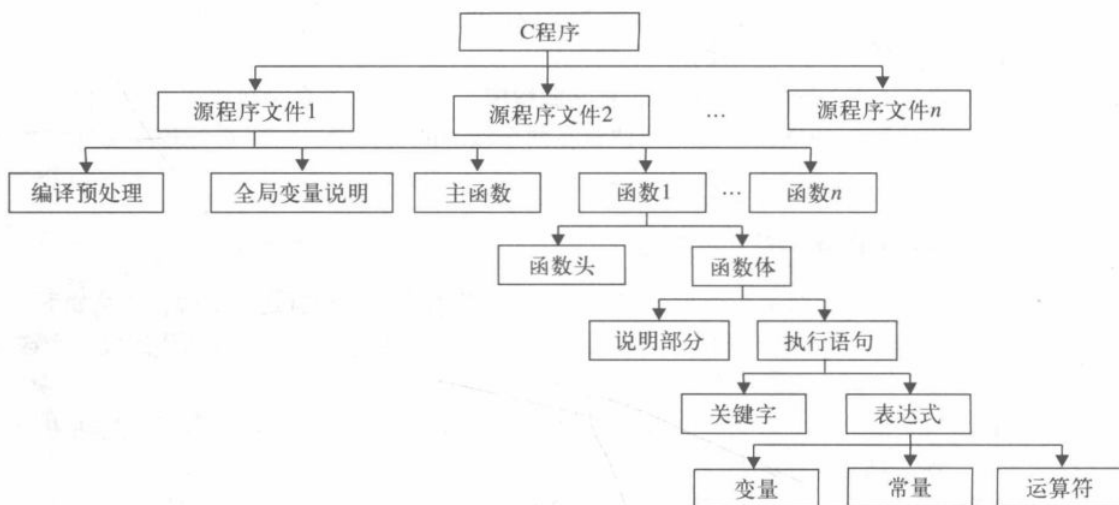 C程序
源程序文件1
源程序文件2
…
源程序文件n
编译预处理
全局变量说明
主函数
函数1
…
函数n
函数头
函数体
说明部分
执行语句
关键字
表达式
变量
常量
运算符